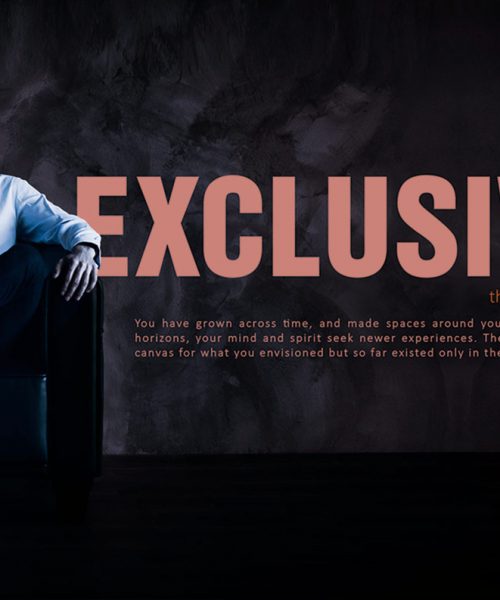 EXCLUSI
th
You have grown across time, and made spaces around you
horizons, your mind and spirit seek newer experiences. The
canvas for what you envisioned but so far existed only in the